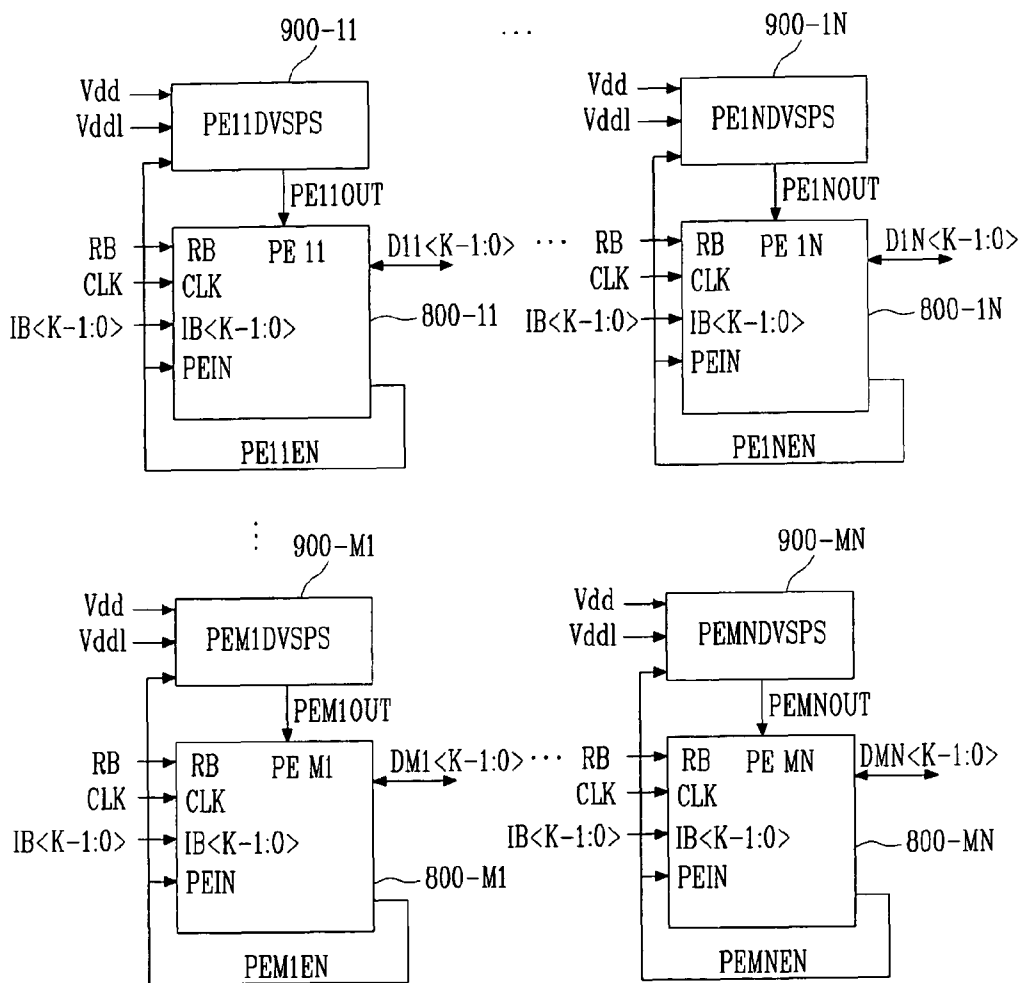 900-11
...
900-1N
Vdd
Vddl
PE11DVSPS
PE11OUT
RB
CLK
IB<K-1:0>
RB
PE 11
CLK
IB<K-1:0>
PEIN
D11<K-1:0>
800-11
PE11EN
Vdd
Vddl
PE1NDVSPS
PE1NOUT
...
RB
CLK
IB<K-1:0>
RB
PE 1N
CLK
IB<K-1:0>
PEIN
D1N<K-1:0>
800-1N
PE1NEN
...
900-M1
900-MN
Vdd
Vddl
PEM1DVSPS
PEM1OUT
RB
CLK
IB<K-1:0>
RB
PE M1
CLK
IB<K-1:0>
PEIN
DM1<K-1:0>
800-M1
PEM1EN
Vdd
Vddl
PEMNDVSPS
PEMNOUT
...
RB
CLK
IB<K-1:0>
RB
PE MN
CLK
IB<K-1:0>
PEIN
DMN<K-1:0>
800-MN
PEMNEN